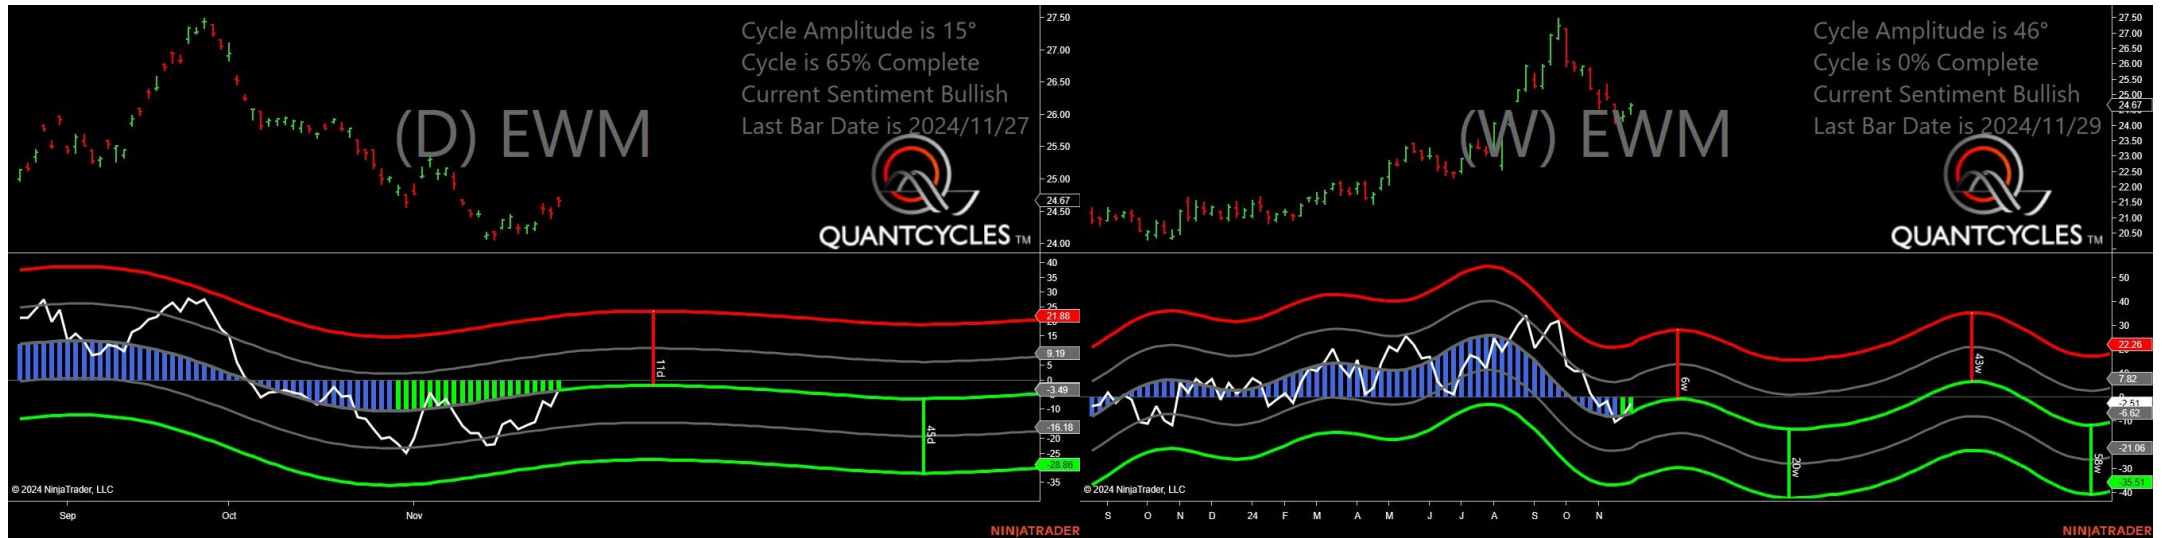 Cycle Amplitude is 15°
Cycle is 65% Complete
Current Sentiment Bullish
Last Bar Date is 2024/11/27
(D) EWM
QUANTCYCLES TM
27.50
27.00
26.50
26.00
25.50
25.00
24.67
24.50
24.00
40
35
30
25
21.88
15
9.19
5
0
-3.49
-10
-16.18
-20
-25
-28.86
-35
11d
45d
© 2024 NinjaTrader, LLC
Sep Oct Nov
NINJATRADER
Cycle Amplitude is 46°
Cycle is 0% Complete
Current Sentiment Bullish
Last Bar Date is 2024/11/29
(W) EWM
QUANTCYCLES TM
27.50
27.00
26.50
26.00
25.50
25.00
24.67
24.00
23.50
23.00
22.50
22.00
21.50
21.00
20.50
50
40
30
22.26
7.82
-2.51
-6.62
-10
-21.06
-30
-35.51
-40
6w
20w
43w
58w
© 2024 NinjaTrader, LLC
S O N D 24 F M A M J J A S O N
NINJATRADER